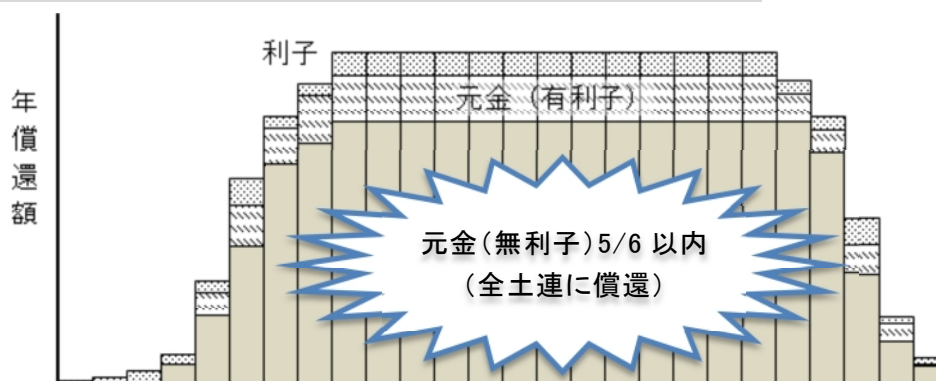 利子
元金（有利子）
年償還額
元金（無利子）5/6 以内
（全土連に償還）